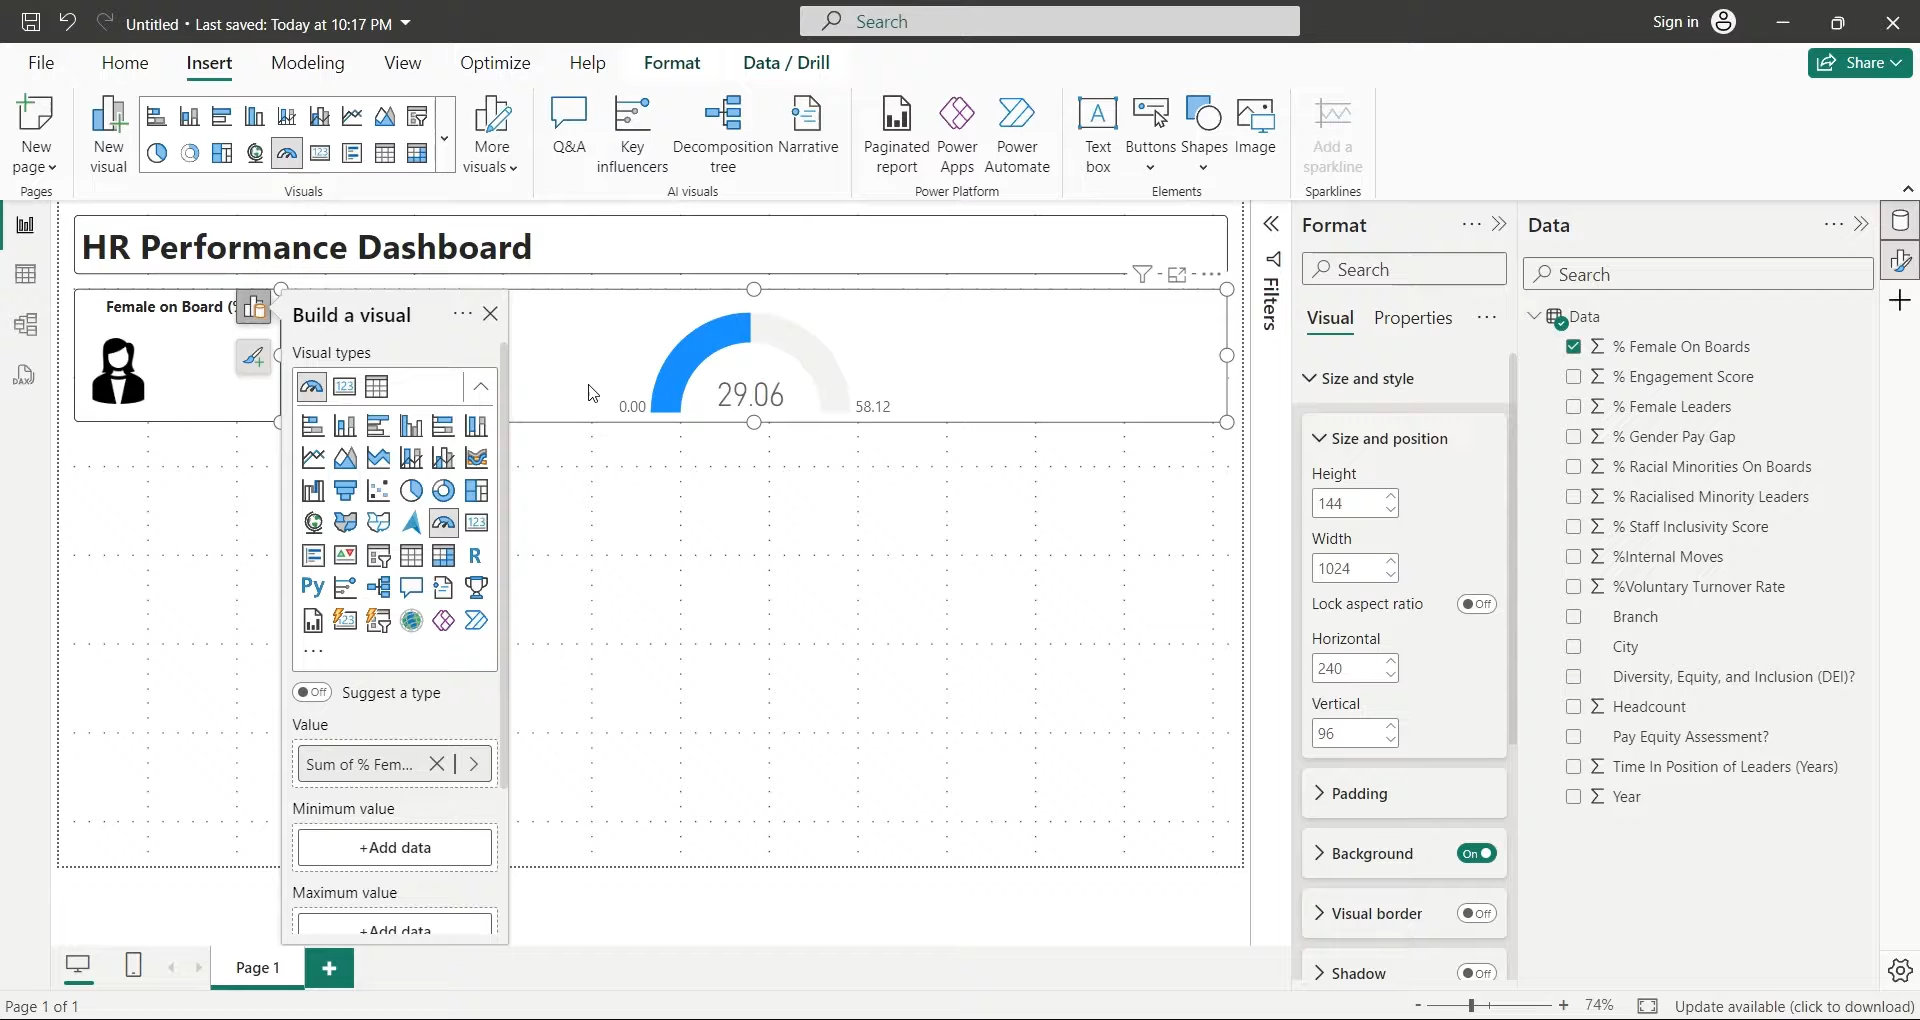 Untitled • Last saved: Today at 10:17 PM
Search
Sign in
File
Home
Insert
Modeling
View
Optimize
Help
Format
Data / Drill
Share
New page
Pages
New visual
More visuals
Visuals
Q&A
Key influencers
Decomposition tree
Narrative
AI visuals
Paginated report
Power Apps
Power Automate
Power Platform
Text box
Buttons
Shapes
Image
Elements
Add a sparkline
Sparklines
HR Performance Dashboard
Female on Board (
Build a visual
Visual types
R
Py
Off
Suggest a type
Value
Sum of % Fem...
Minimum value
+Add data
Maximum value
+Add data
29.06
0.00
58.12
Filters
Format
Search
Visual
Properties
Size and style
Size and position
Height
144
Width
1024
Lock aspect ratio
Off
Horizontal
240
Vertical
96
Padding
Background
On
Visual border
Off
Shadow
Off
Data
Search
Data
% Female On Boards
% Engagement Score
% Female Leaders
% Gender Pay Gap
% Racial Minorities On Boards
% Racialised Minority Leaders
% Staff Inclusivity Score
%Internal Moves
%Voluntary Turnover Rate
Branch
City
Diversity, Equity, and Inclusion (DEI)?
Headcount
Pay Equity Assessment?
Time In Position of Leaders (Years)
Year
DAX
Page 1
Page 1 of 1
74%
Update available (click to download)